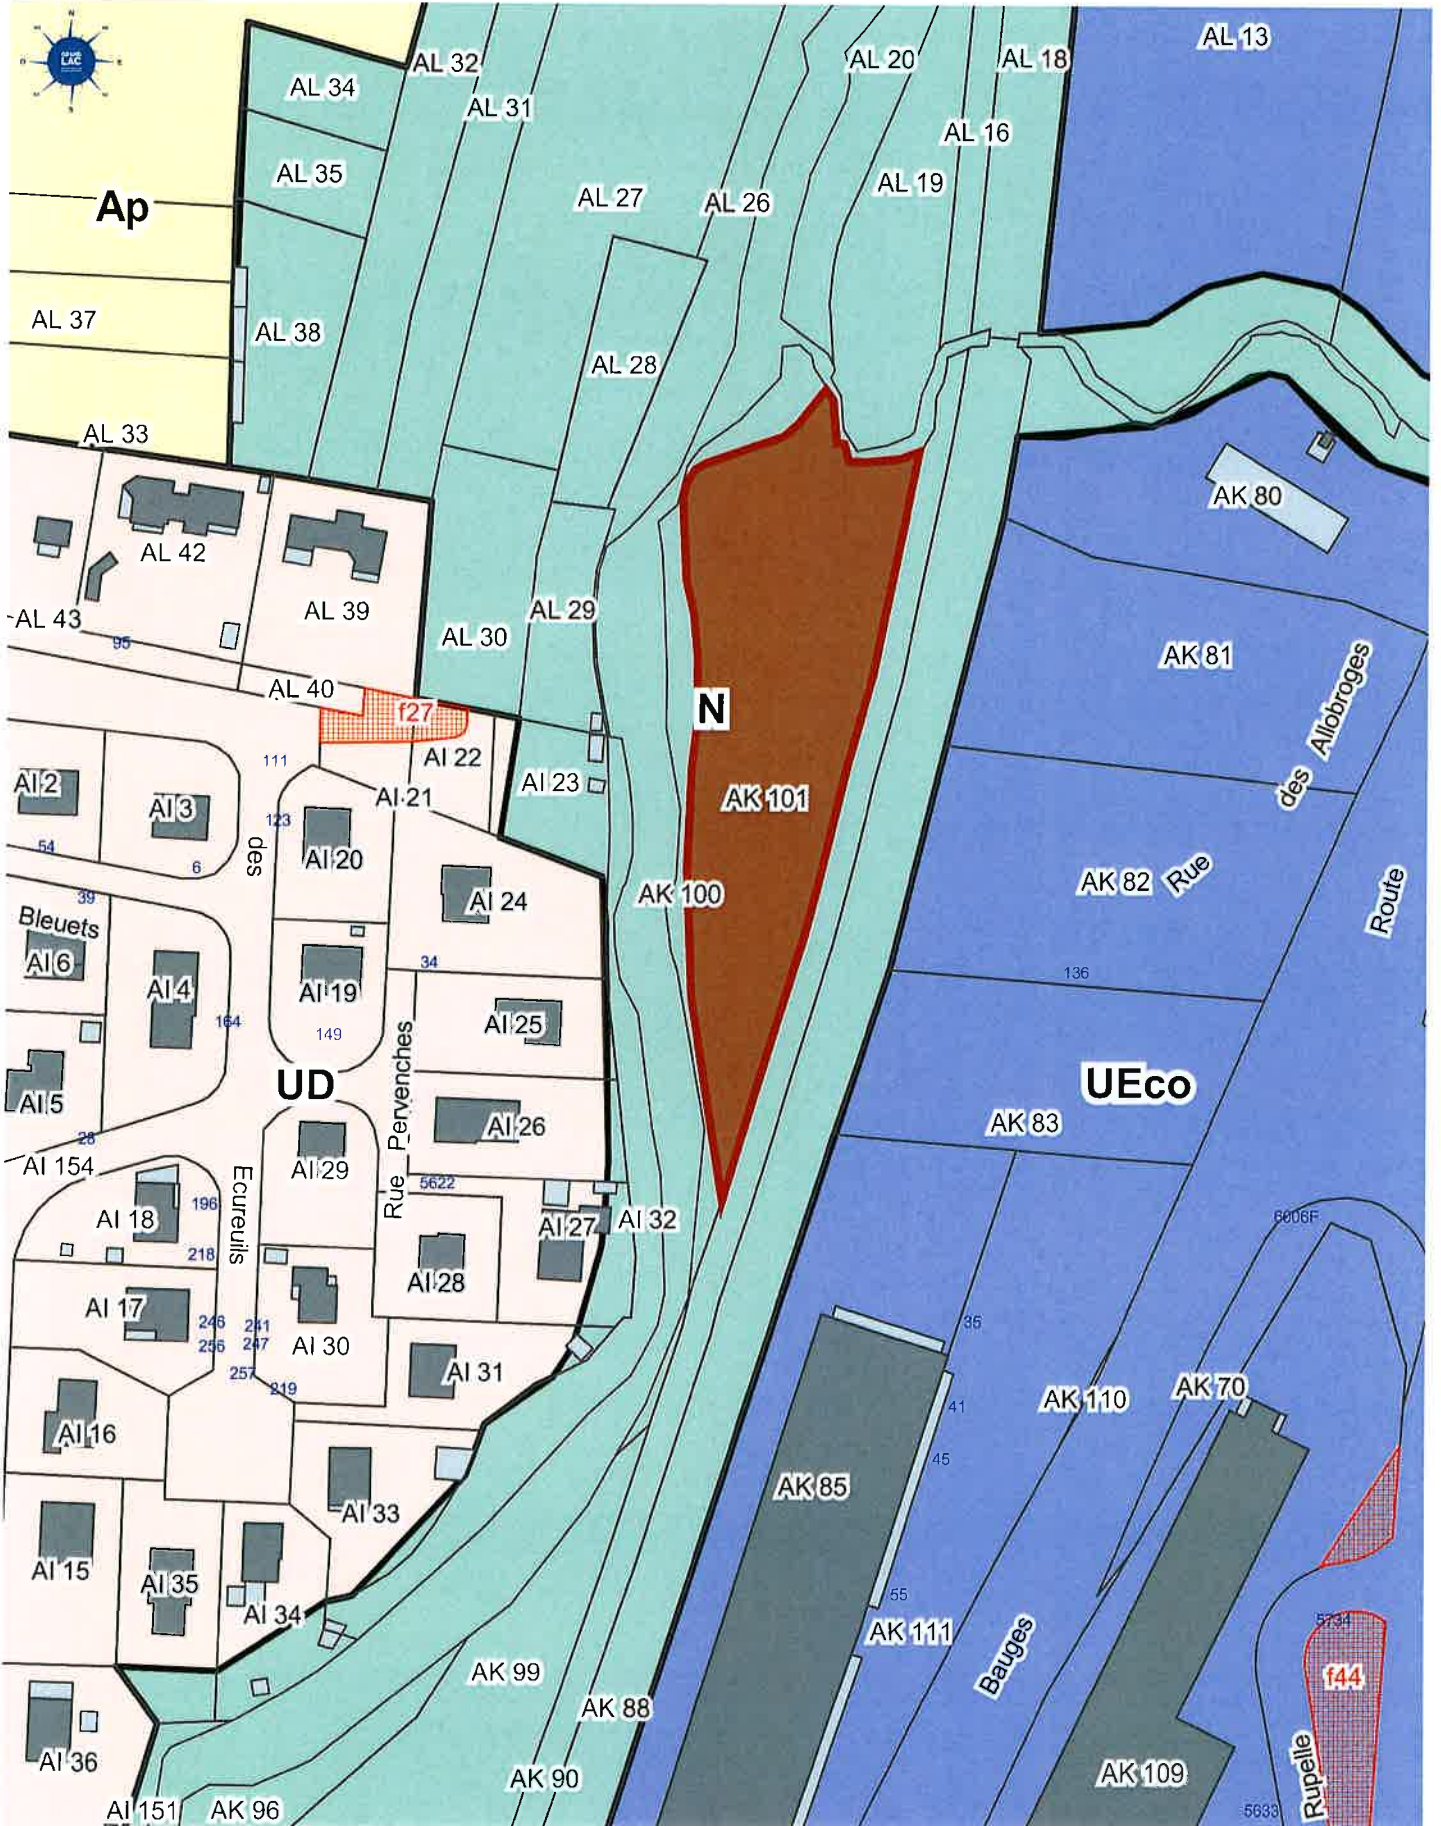 N
GRAND
LAC
AL 13
AL 20
AL 18
AL 32
AL 34
AL 31
AL 16
AL 35
AL 19
AL 27
AL 26
Ap
AL 37
AL 38
AL 28
AL 33
AK 80
AL 42
AL 39
AL 29
AL 43
AL 30
95
AK 81
Allobroges
AL 40
f27
N
AI 22
111
AI 2
AI 3
AI 23
des
AI 21
AK 101
123
54
AI 20
6
des
AK 82
Rue
AK 100
39
AI 24
Route
Bleuets
AI 6
34
136
AI 4
AI 19
164
149
AI 25
Pervenches
UD
UEco
AI 5
AI 26
AK 83
28
AI 154
AI 29
5622
Rue
Ecureuils
196
AI 18
AI 27
AI 32
6006F
218
AI 28
AI 17
246
241
36
256
247
AI 30
257
219
AI 31
AK 70
AK 110
41
AI 16
45
AK 85
AI 33
AI 15
AI 35
55
AI 34
5734
AK 111
Bauges
AK 99
f44
AK 88
AI 36
AK 90
AK 109
Rupelle
AI 151
AK 96
5633